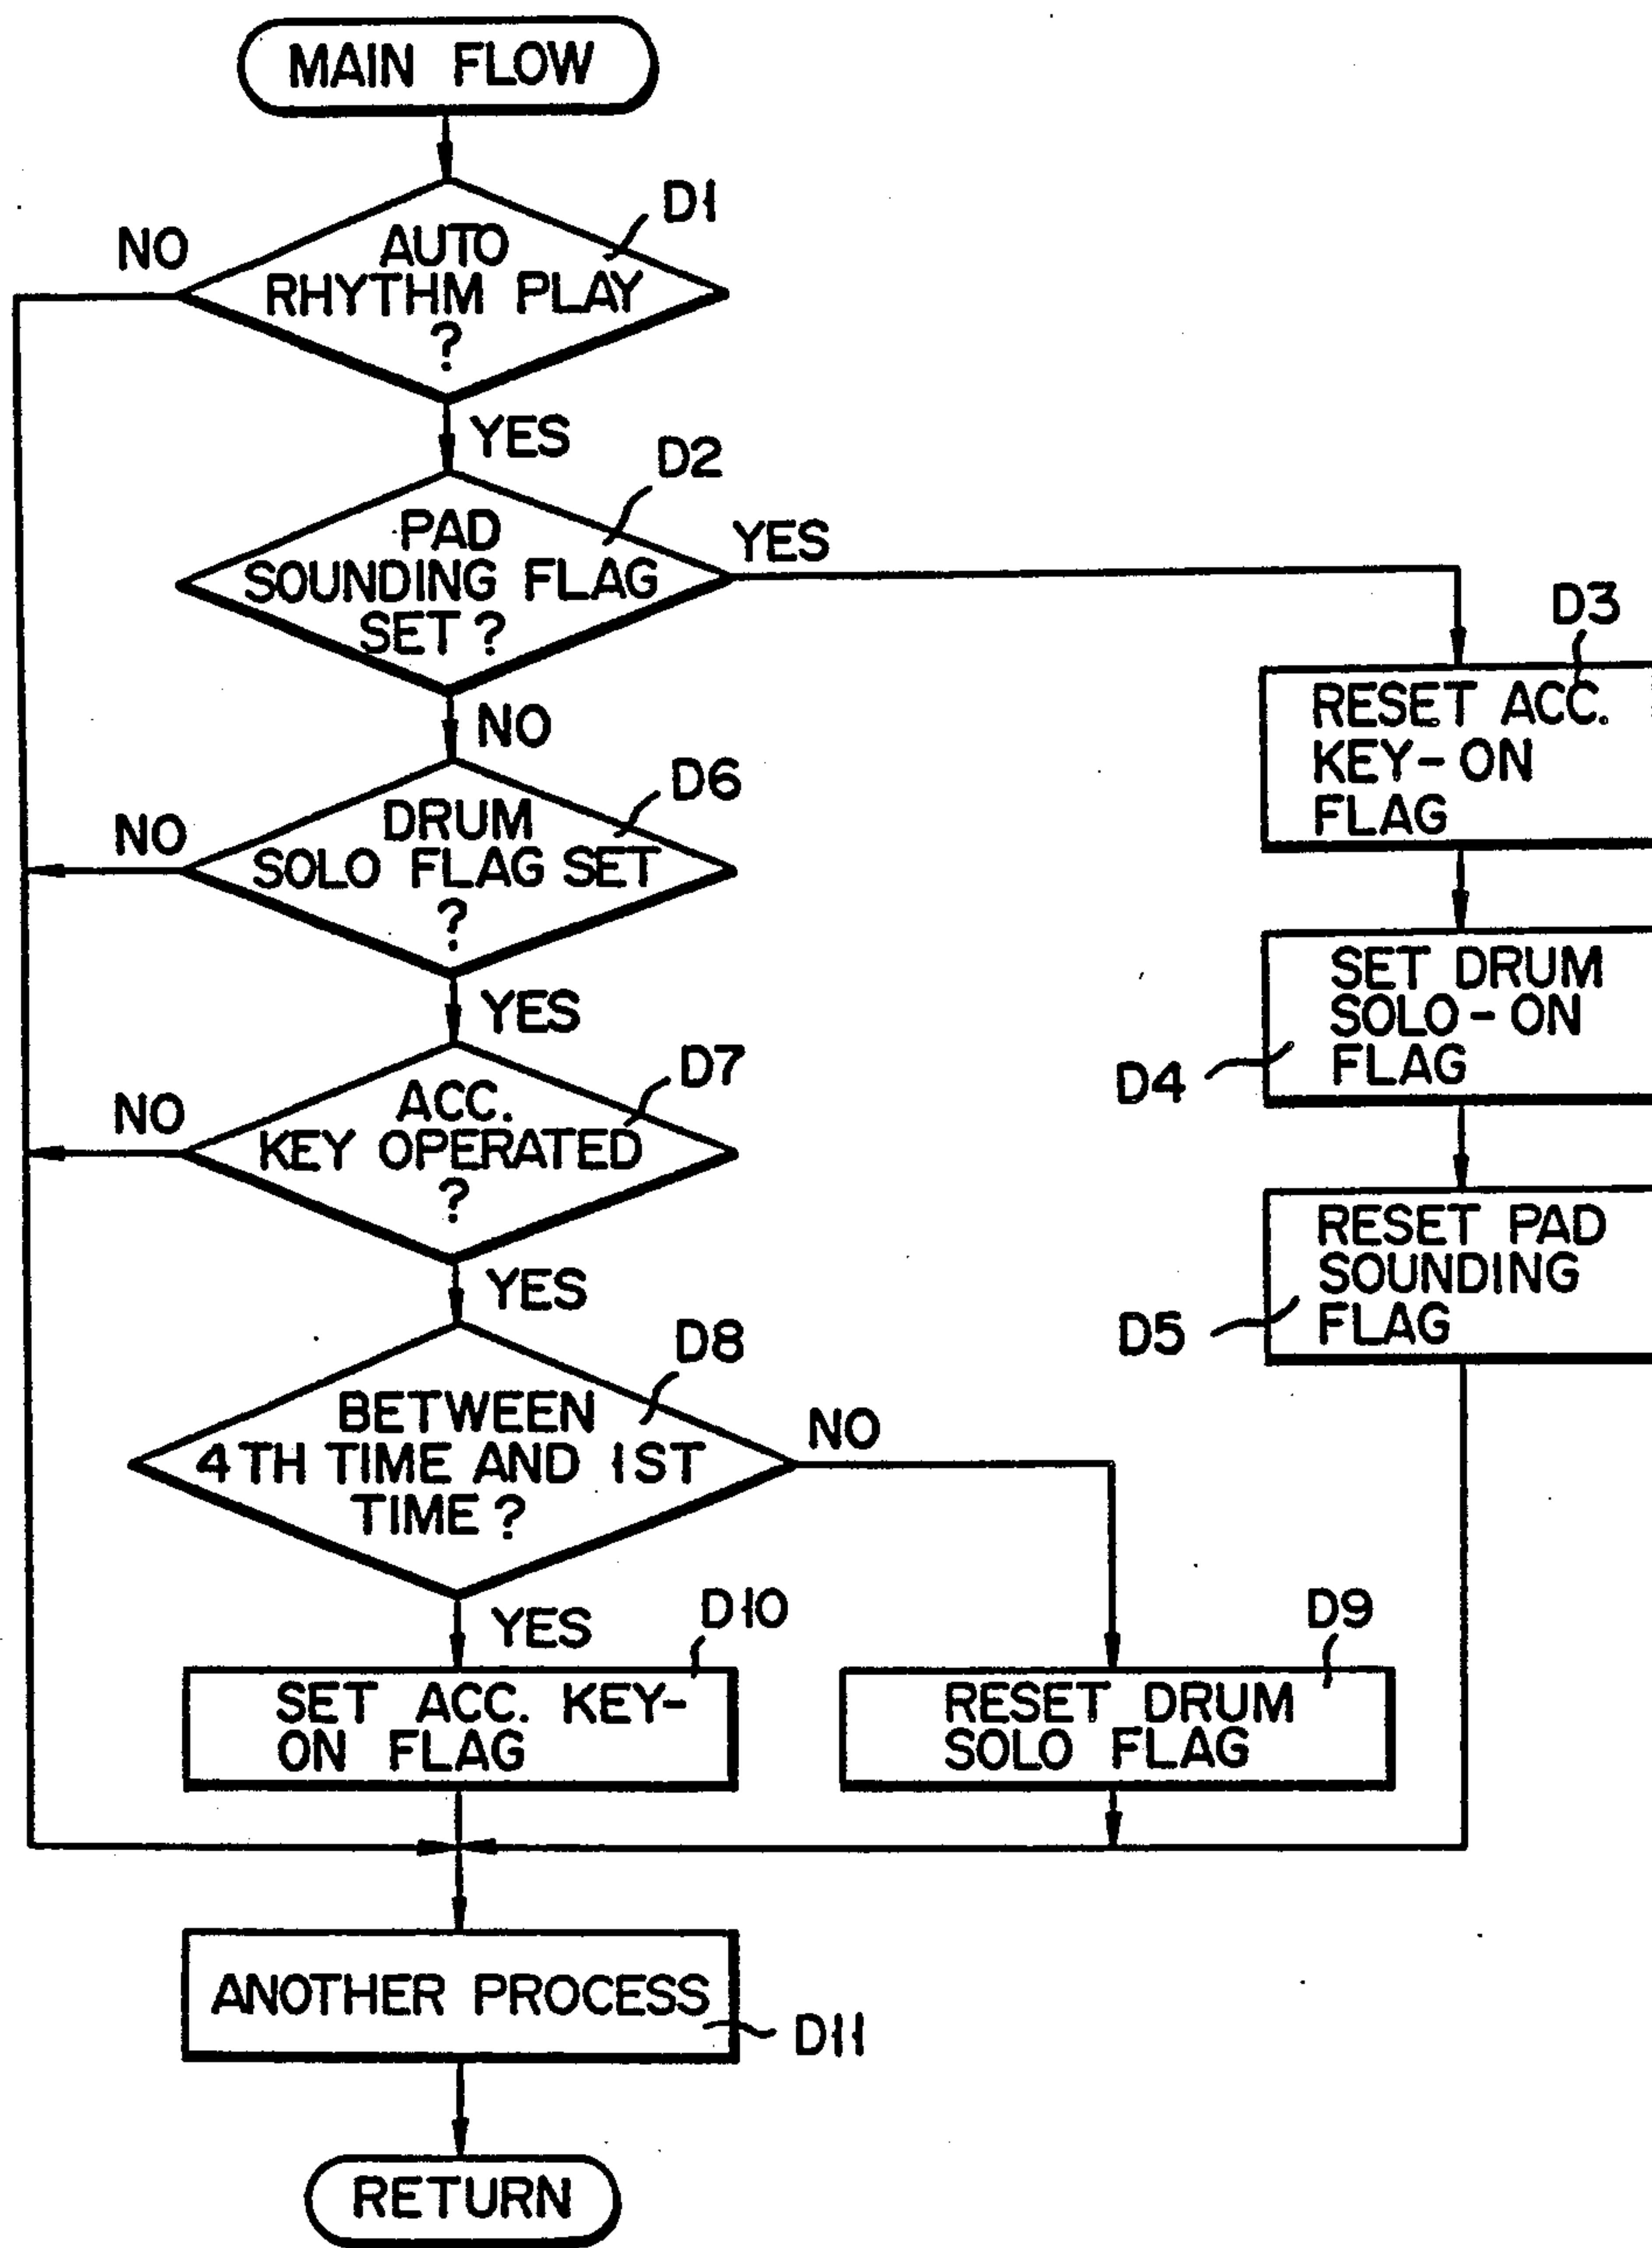 MAIN FLOW
D1
NO
AUTO
RHYTHM PLAY
?
YES
D2
PAD
SOUNDING FLAG
SET?
YES
D3
RESET ACC.
KEY-ON
FLAG
NO
D6
DRUM
SOLO FLAG SET
?
NO
SET DRUM
SOLO-ON
FLAG
D4
YES
D7
ACC.
KEY OPERATED
?
NO
RESET PAD
SOUNDING
FLAG
D5
YES
D8
BETWEEN
4TH TIME AND 1ST
TIME?
NO
YES
D10
SET ACC. KEY-
ON FLAG
D9
RESET DRUM
SOLO FLAG
ANOTHER PROCESS
D11
RETURN